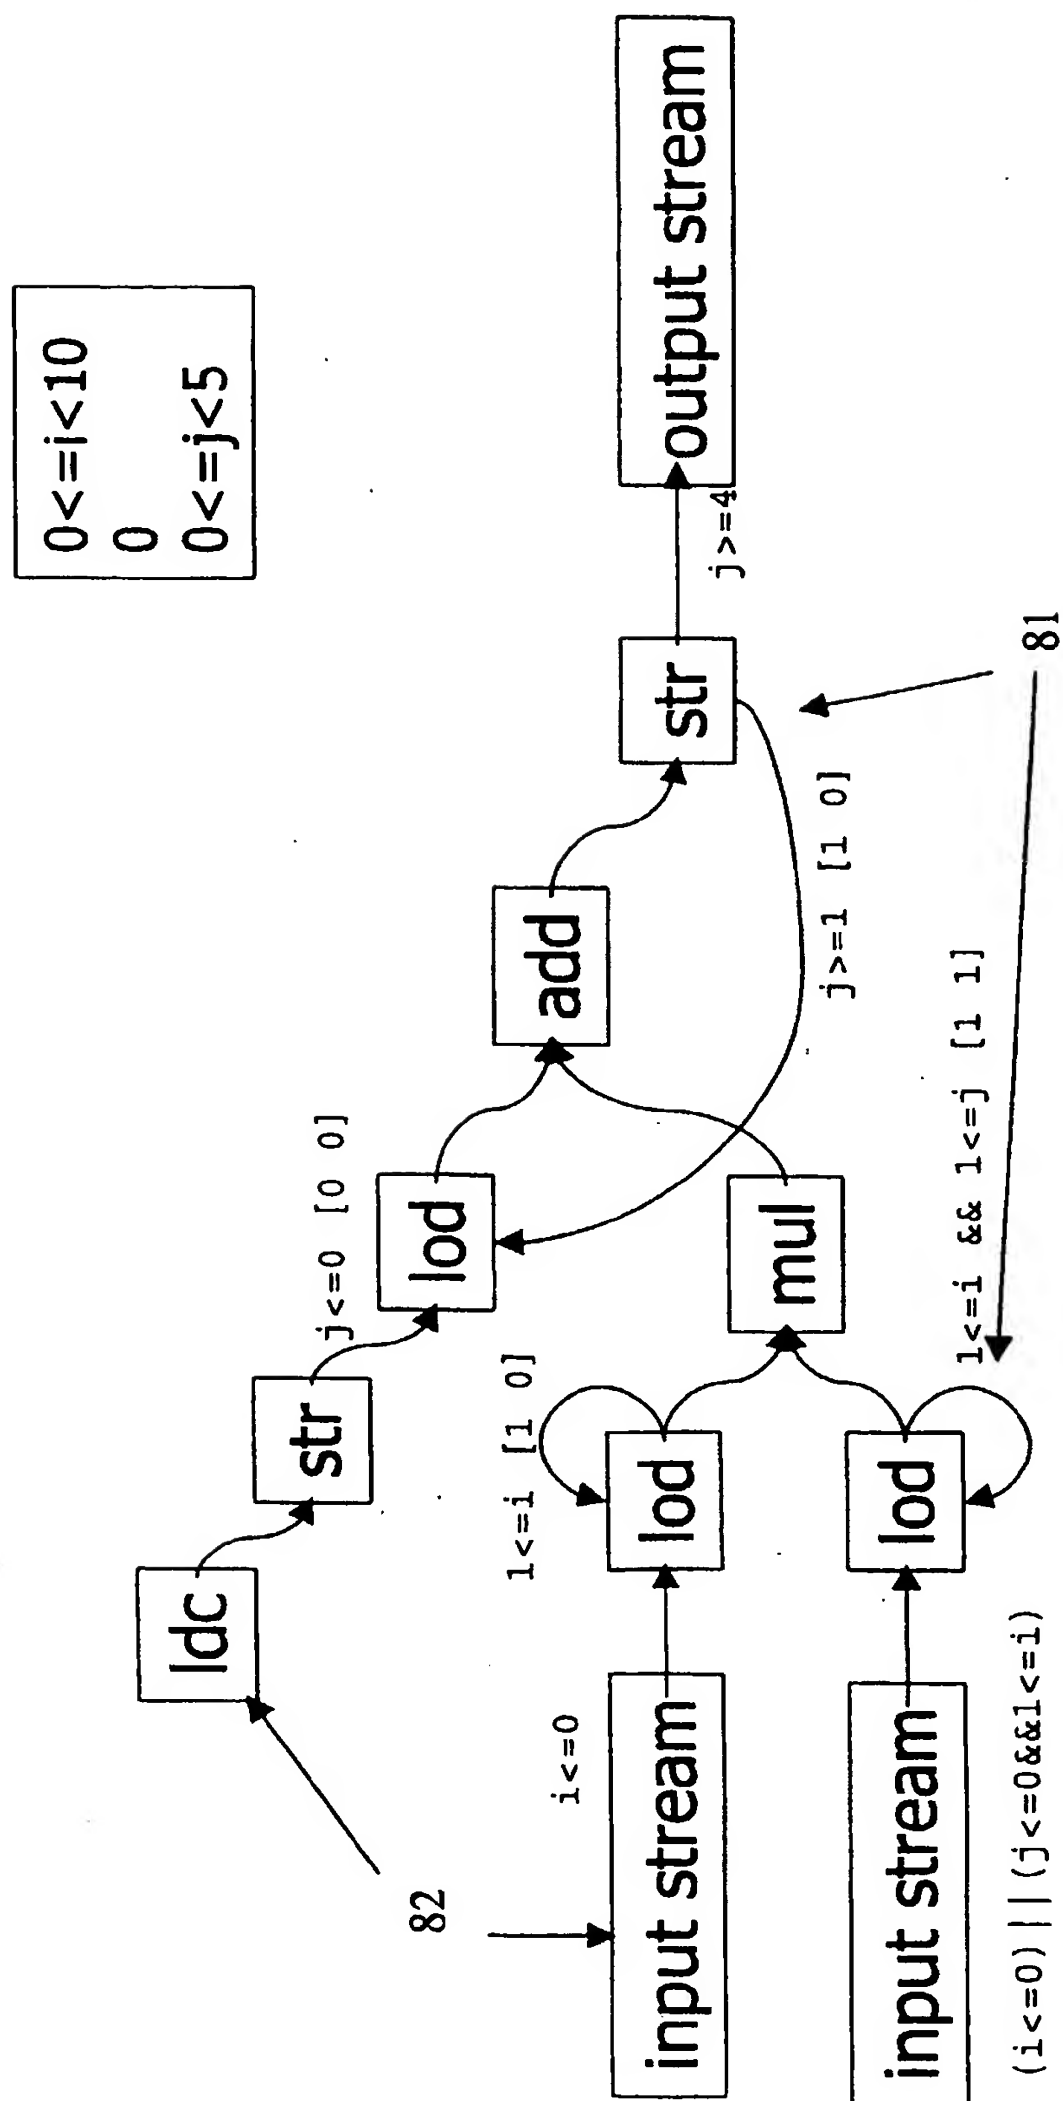 0<=i<10
0
0<=j<5
ldc
str
j<=0 [0 0]
lod
add
str
j>=4
output stream
82
i<=0
input stream
1<=i [1 0]
lod
mul
j>=1 [1 0]
input stream
(i<=0)||(j<=0&&1<=i)
lod
1<=i && 1<=j [1 1]
81